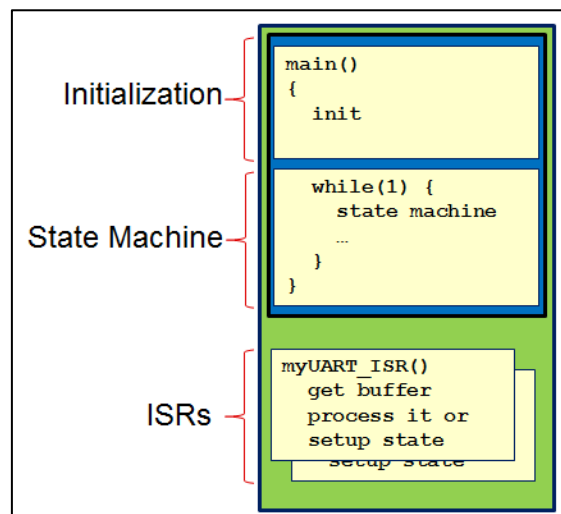 Initialization
main()
{
init
State Machine
while(1) {
state machine
…
}
}
ISRs
myUART_ISR()
get buffer
process it or
setup state
setup state